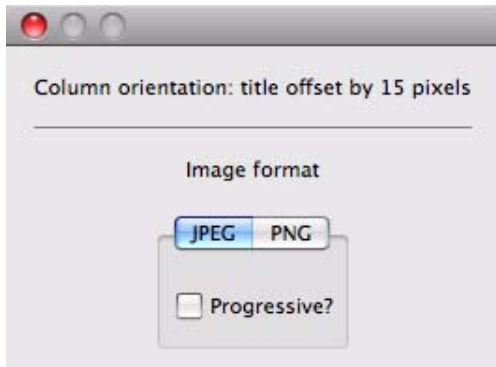 Column orientation: title offset by 15 pixels
Image format
JPEG PNG
Progressive?